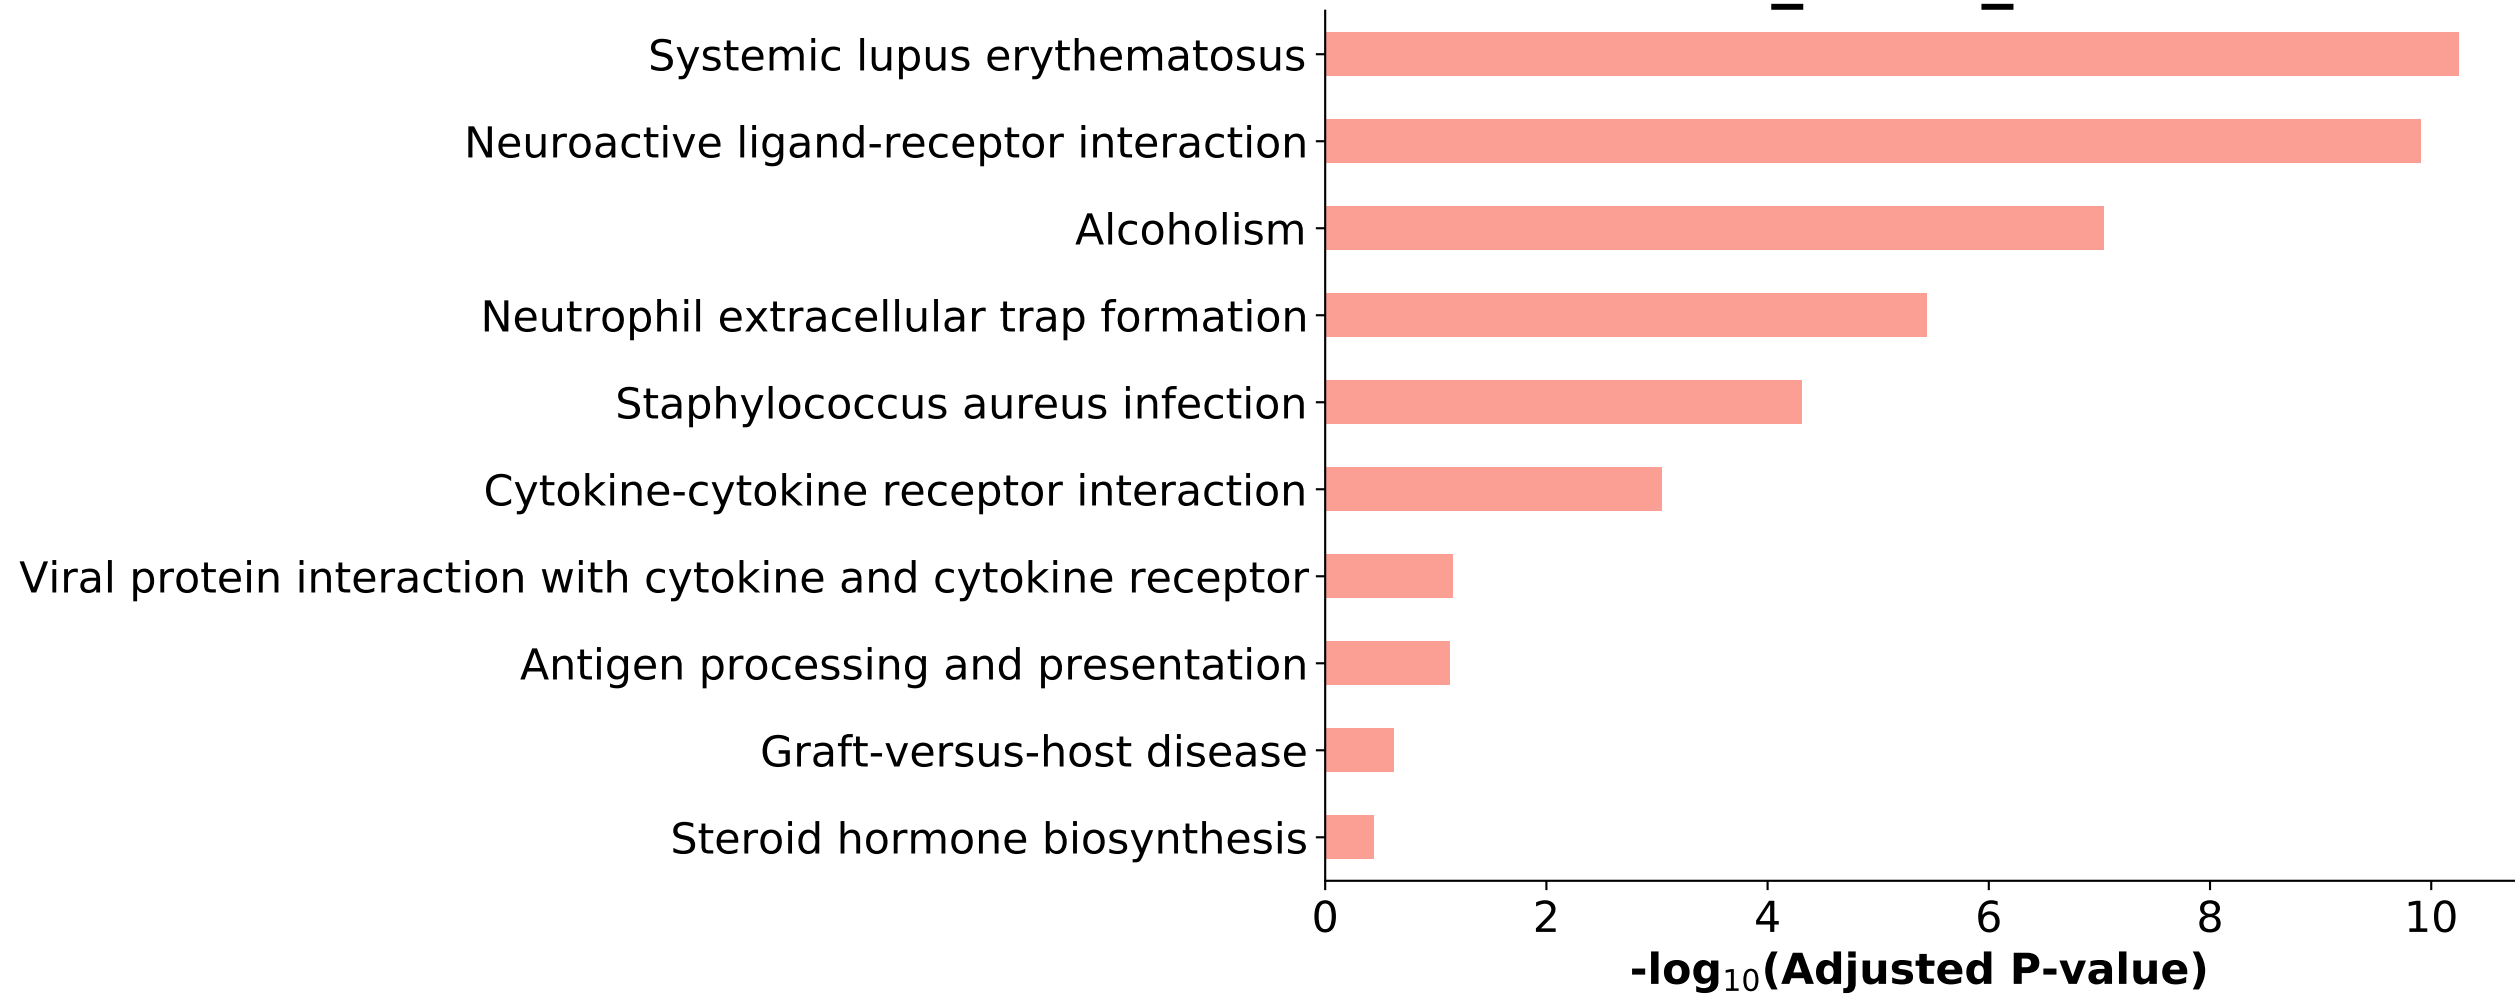 Systemic lupus erythematosus
Neuroactive ligand-receptor interaction
Alcoholism
Neutrophil extracellular trap formation
Staphylococcus aureus infection
Cytokine-cytokine receptor interaction
Viral protein interaction with cytokine and cytokine receptor
Antigen processing and presentation
Graft-versus-host disease
Steroid hormone biosynthesis
0 2 4 6 8 10
-log₁₀(Adjusted P-value)